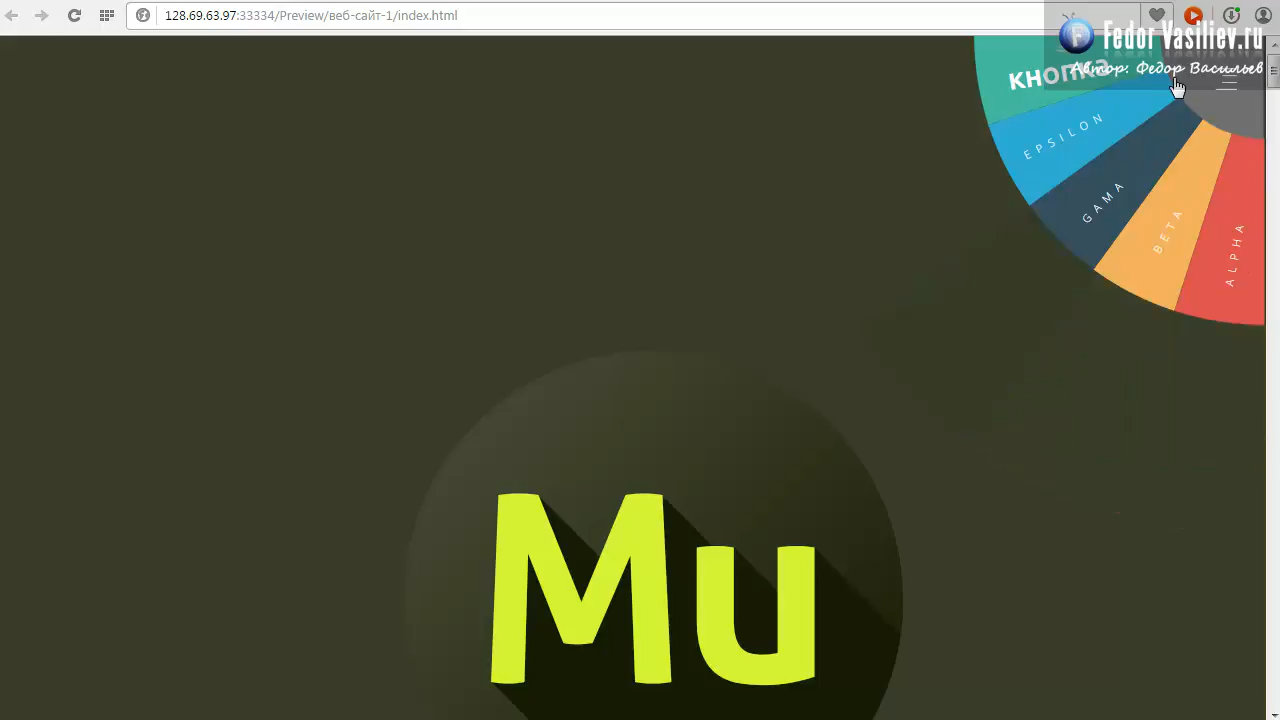 128.69.63.97:33334/Preview/веб-сайт-1/index.html
Fedor Vasiliev.ru
Автор: Федор Васильев
кнопка
EPSILON
GAMA
BETA
ALPHA
Mu